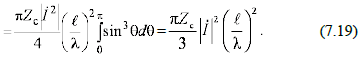 = πZ_c|İ²|/4 (ℓ/λ)² ∫₀^π sin³θdθ = πZ_c/3 |İ|² (ℓ/λ)². (7.19)